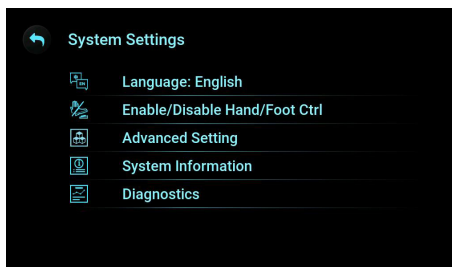 System Settings
Language: English
Enable/Disable Hand/Foot Ctrl
Advanced Setting
System Information
Diagnostics